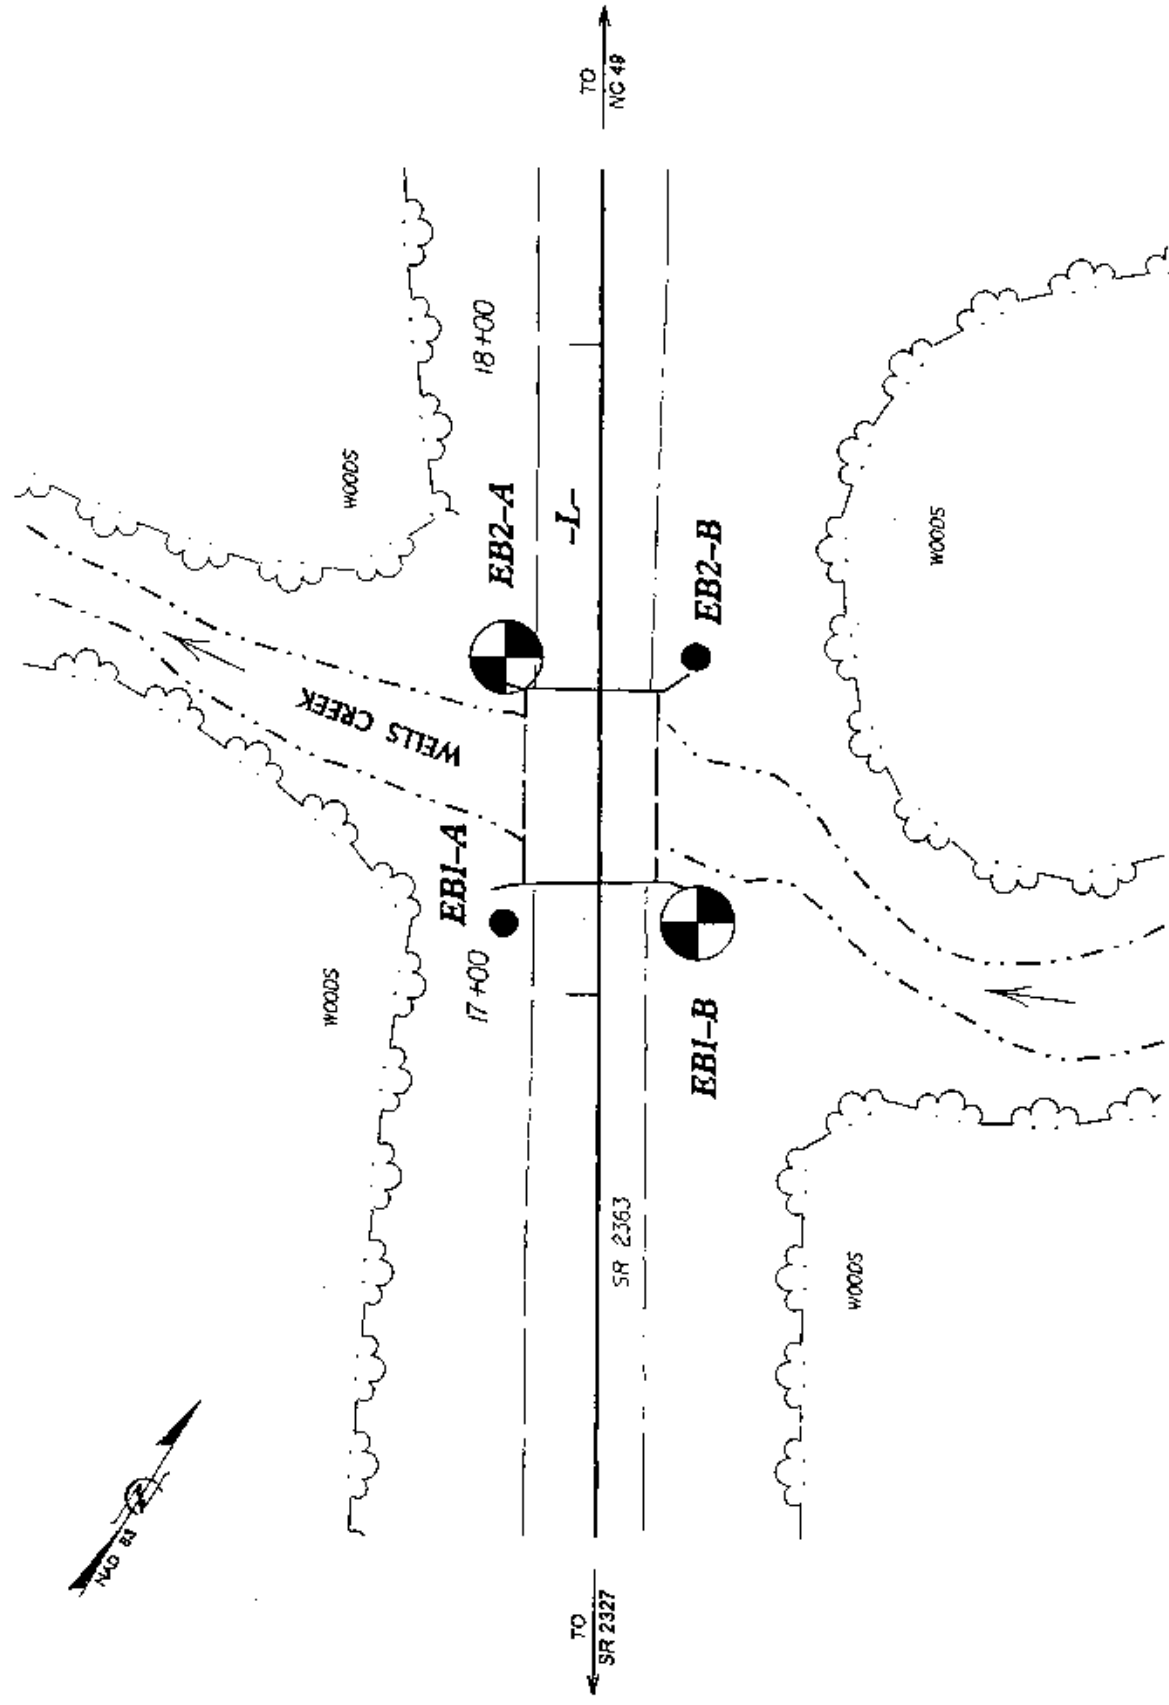 TO
NC 49
18+00
WOODS
EB2-A
-L-
EB2-B
WOODS
WELLS CREEK
EB1-A
17+00
WOODS
EB1-B
SR 2363
WOODS
NAD 83
N
TO
SR 2327